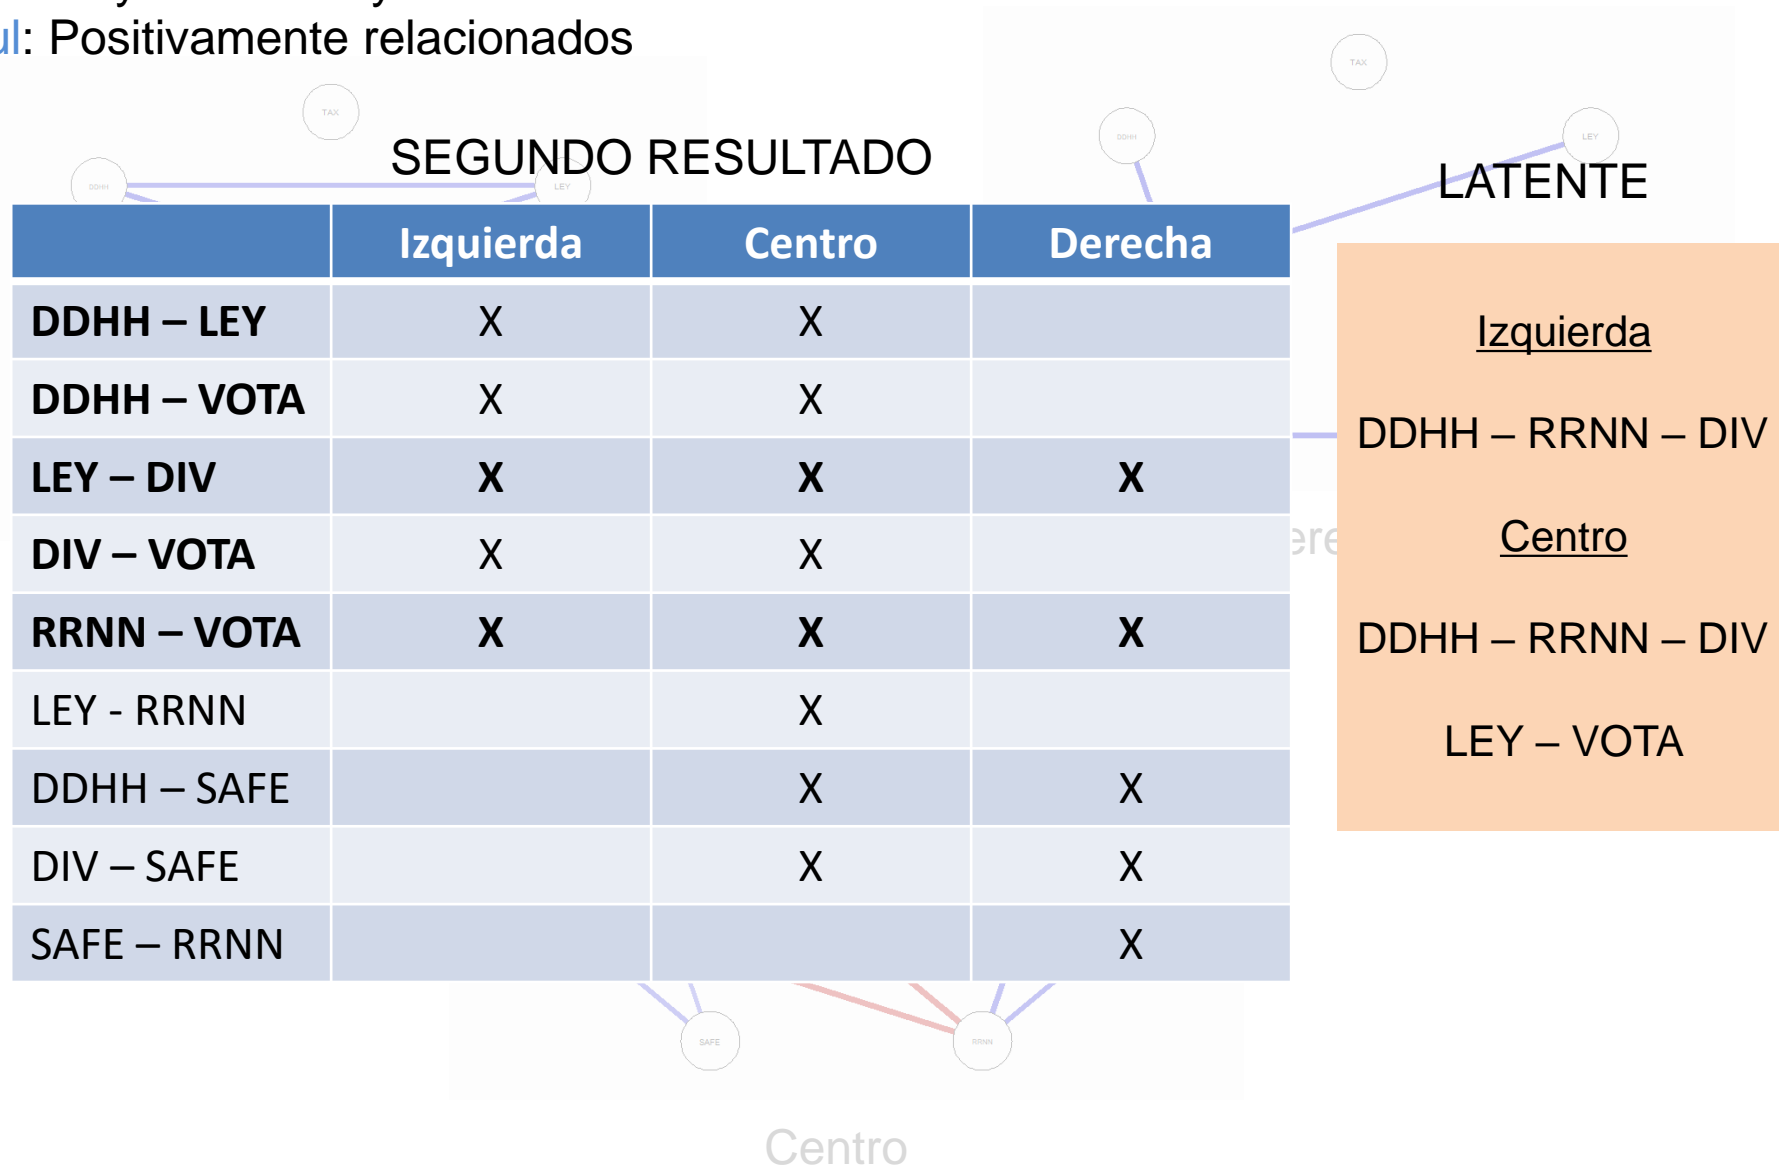 ul: Positivamente relacionados
TAX
TAX
DDHH
LEY
SEGUNDO RESULTADO
DDHH
LEY
LATENTE
Izquierda Centro Derecha
DDHH – LEY X X
DDHH – VOTA X X
LEY – DIV X X X
DIV – VOTA X X
RRNN – VOTA X X X
LEY - RRNN X
DDHH – SAFE X X
DIV – SAFE X X
SAFE – RRNN X
Izquierda
DDHH – RRNN – DIV
Centro
DDHH – RRNN – DIV
LEY – VOTA
ere
SAFE
RRNN
Centro